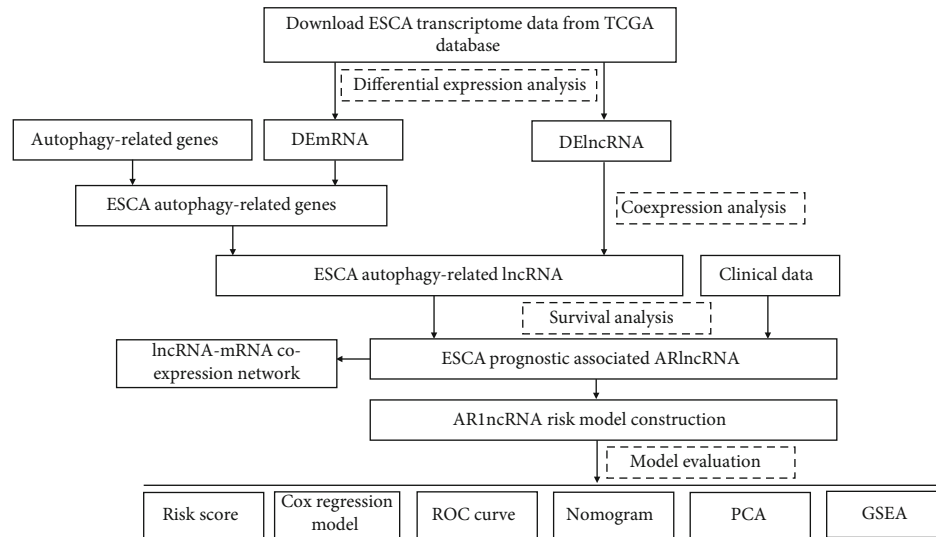 Download ESCA transcriptome data from TCGA
database
Differential expression analysis
Autophagy-related genes
DEmRNA
DElncRNA
ESCA autophagy-related genes
Coexpression analysis
ESCA autophagy-related lncRNA
Clinical data
Survival analysis
lncRNA-mRNA co-
expression network
ESCA prognostic associated ARlncRNA
AR1ncRNA risk model construction
Model evaluation
Risk score
Cox regression
model
ROC curve
Nomogram
PCA
GSEA